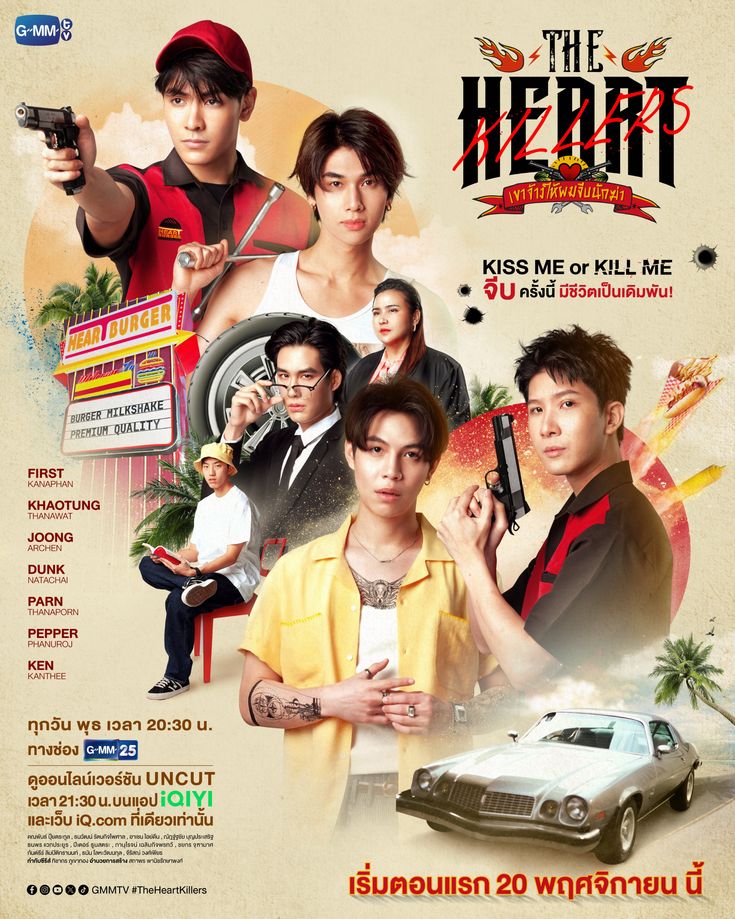 GMM
tv
THE
HEART
KILLERS
เขาจ้างให้ผมจีบนักฆ่า
KISS ME or KILL ME
จีบ ครั้งนี้ มีชีวิตเป็นเดิมพัน!
HEART BURGER
BURGER MILKSHAKE
PREMIUM QUALITY
FIRST
KANAPHAN
KHAOTUNG
THANAWAT
JOONG
ARCHEN
DUNK
NATACHAI
PARN
THANAPORN
PEPPER
PHANUROJ
KEN
KANTHEE
ทุกวัน พุธ เวลา 20:30 น.
ทางช่อง GMM 25
ดูออนไลน์เวอร์ชัน UNCUT
เวลา 21:30 น. บนแอป iQIYI
และเว็บ iQ.com ที่เดียวเท่านั้น
GMMTV #TheHeartKillers
เริ่มตอนแรก 20 พฤศจิกายน นี้